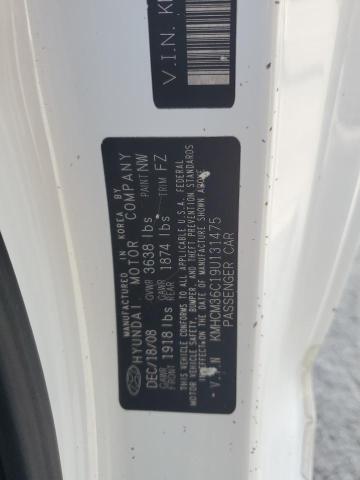 V.I.N. K
MANUFACTURED IN KOREA BY
HYUNDAI MOTOR COMPANY
DEC/18/08 GVWR 3638 lbs PAINT NW
GAWR FRONT 1918 lbs GAWR REAR 1874 lbs TRIM FZ
THIS VEHICLE CONFORMS TO ALL APPLICABLE U.S.A. FEDERAL
MOTOR VEHICLE SAFETY, BUMPER, AND THEFT PREVENTION STANDARDS
IN EFFECT ON THE DATE OF MANUFACTURE SHOWN ABOVE.
V.I.N KMHCM36C19U131475
PASSENGER CAR